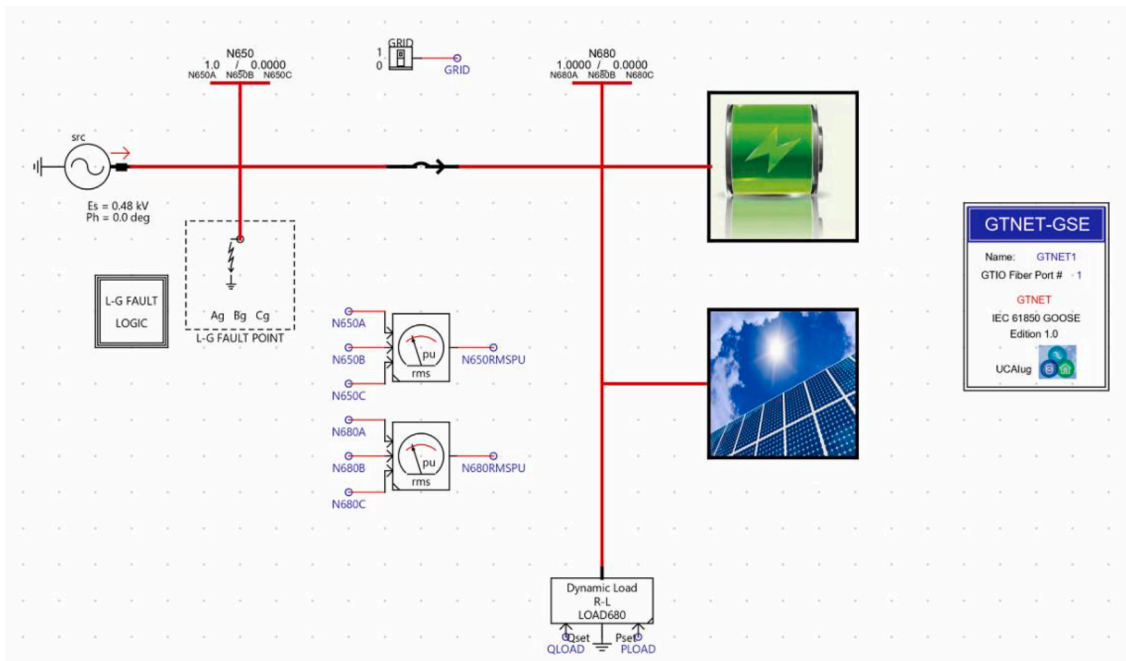 N650
1.0 / 0.0000
N650A N650B N650C
GRID
1
0
GRID
N680
1.0000 / 0.0000
N680A N680B N680C
src
Es = 0.48 kV
Ph = 0.0 deg
L-G FAULT
LOGIC
Ag Bg Cg
L-G FAULT POINT
N650A
N650B
N650C
pu
rms
N650RMSPU
N680A
N680B
N680C
pu
rms
N680RMSPU
GTNET-GSE
Name: GTNET1
GTIO Fiber Port # 1
GTNET
IEC 61850 GOOSE
Edition 1.0
UCAIug
Dynamic Load
R-L
LOAD680
Qset Pset
QLOAD PLOAD